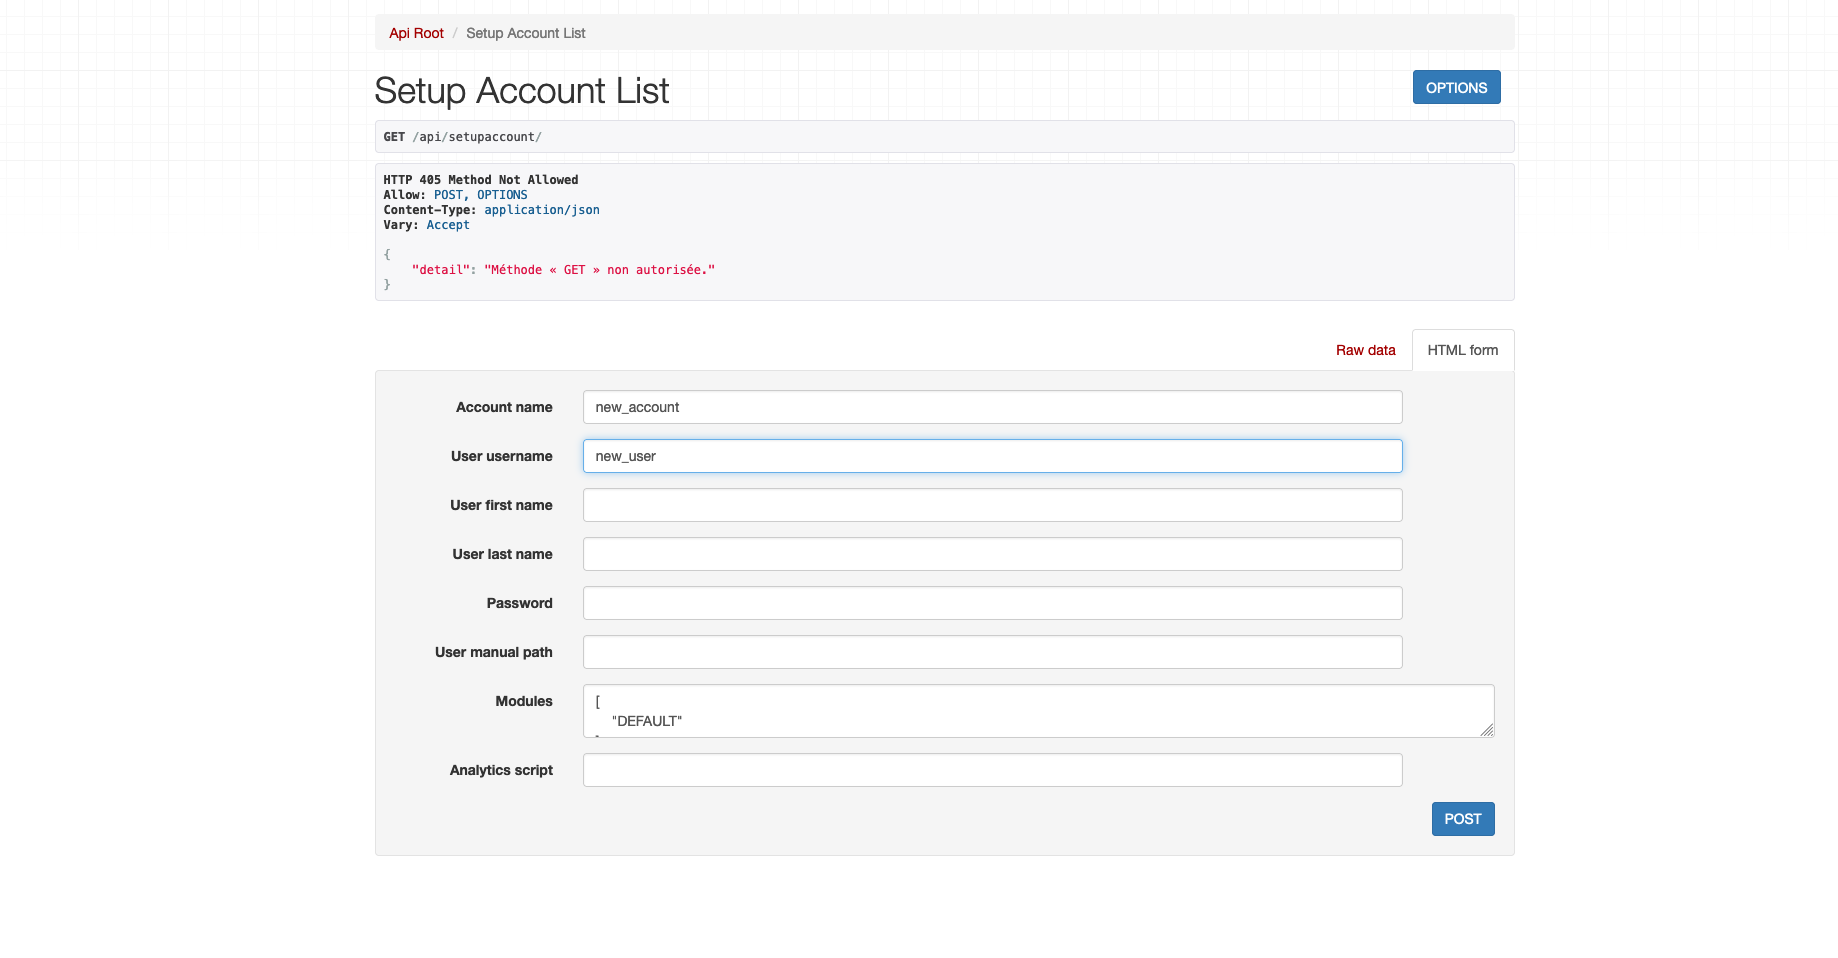 Api Root / Setup Account List
Setup Account List
OPTIONS
GET /api/setupaccount/
HTTP 405 Method Not Allowed
Allow: POST, OPTIONS
Content-Type: application/json
Vary: Accept
{
"detail": "Méthode « GET » non autorisée."
}
Raw data
HTML form
Account name new_account
User username new_user
User first name
User last name
Password
User manual path
Modules [
"DEFAULT"
Analytics script
POST